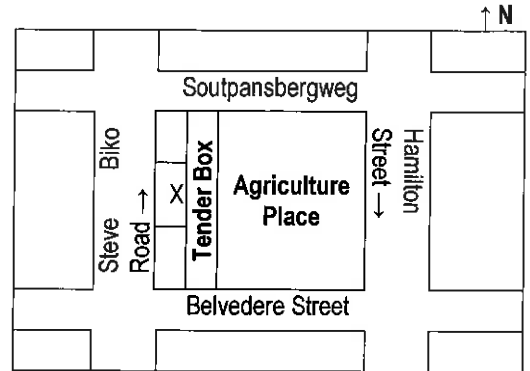 ↑ N
Soutpansbergweg
Steve Biko
Road →
X
Tender Box
Agriculture
Place
Hamilton
Street →
Belvedere Street